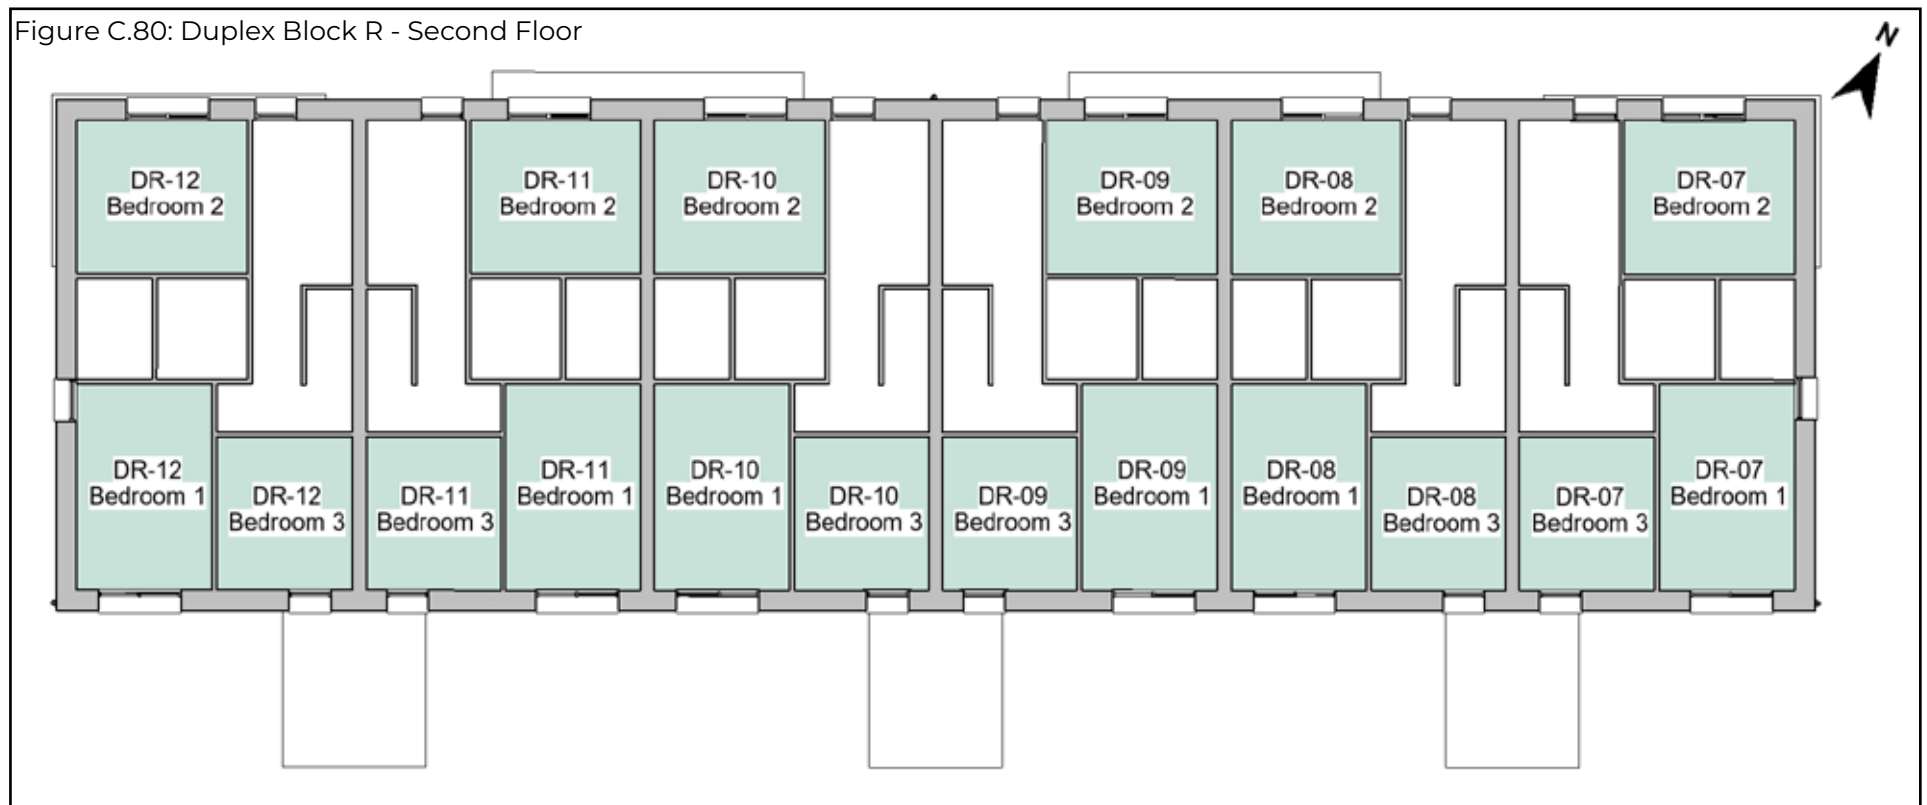 Figure C.80: Duplex Block R - Second Floor
N
DR-12
Bedroom 2
DR-11
Bedroom 2
DR-10
Bedroom 2
DR-09
Bedroom 2
DR-08
Bedroom 2
DR-07
Bedroom 2
DR-12
Bedroom 1
DR-12
Bedroom 3
DR-11
Bedroom 3
DR-11
Bedroom 1
DR-10
Bedroom 1
DR-10
Bedroom 3
DR-09
Bedroom 3
DR-09
Bedroom 1
DR-08
Bedroom 1
DR-08
Bedroom 3
DR-07
Bedroom 3
DR-07
Bedroom 1